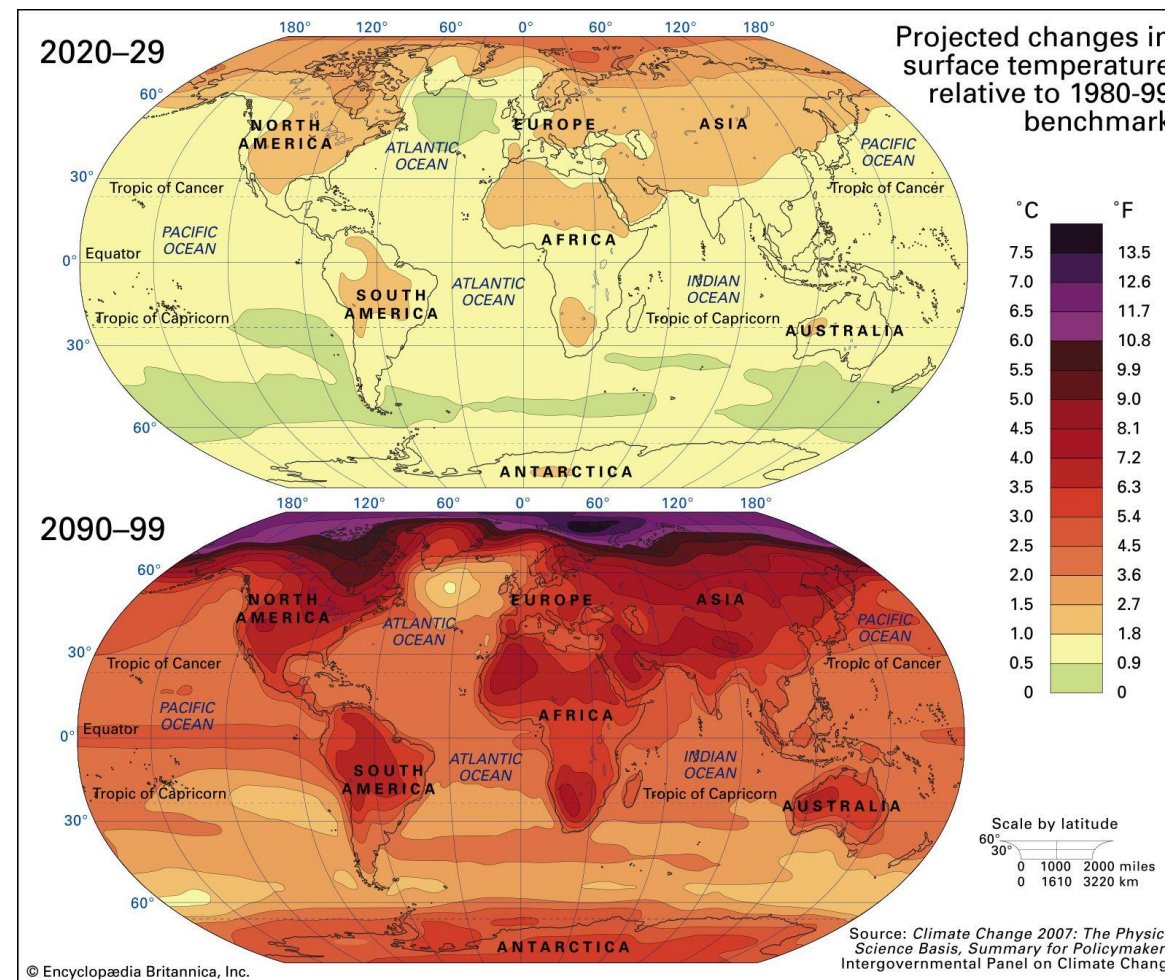 180° 120° 60° 0° 60° 120° 180°
2020–29
Projected changes in
surface temperature
relative to 1980-99
benchmark
60°
NORTH
AMERICA
ATLANTIC
OCEAN
EUROPE
ASIA
PACIFIC
OCEAN
30°
Tropic of Cancer
Tropic of Cancer
PACIFIC
OCEAN
Equator
0°
AFRICA
SOUTH
AMERICA
ATLANTIC
OCEAN
INDIAN
OCEAN
Tropic of Capricorn
Tropic of Capricorn
AUSTRALIA
30°
60°
ANTARCTICA
°C °F
7.5 13.5
7.0 12.6
6.5 11.7
6.0 10.8
5.5 9.9
5.0 9.0
4.5 8.1
4.0 7.2
3.5 6.3
3.0 5.4
2.5 4.5
2.0 3.6
1.5 2.7
1.0 1.8
0.5 0.9
0 0
180° 120° 60° 0° 60° 120° 180°
2090–99
60°
NORTH
AMERICA
ATLANTIC
OCEAN
EUROPE
ASIA
PACIFIC
OCEAN
30°
Tropic of Cancer
Tropic of Cancer
PACIFIC
OCEAN
Equator
0°
AFRICA
SOUTH
AMERICA
ATLANTIC
OCEAN
INDIAN
OCEAN
Tropic of Capricorn
Tropic of Capricorn
AUSTRALIA
30°
60°
ANTARCTICA
Scale by latitude
60°
30°
0 1000 2000 miles
0 1610 3220 km
Source: Climate Change 2007: The Physic
Science Basis, Summary for Policymaker
Intergovernmental Panel on Climate Chang
© Encyclopædia Britannica, Inc.